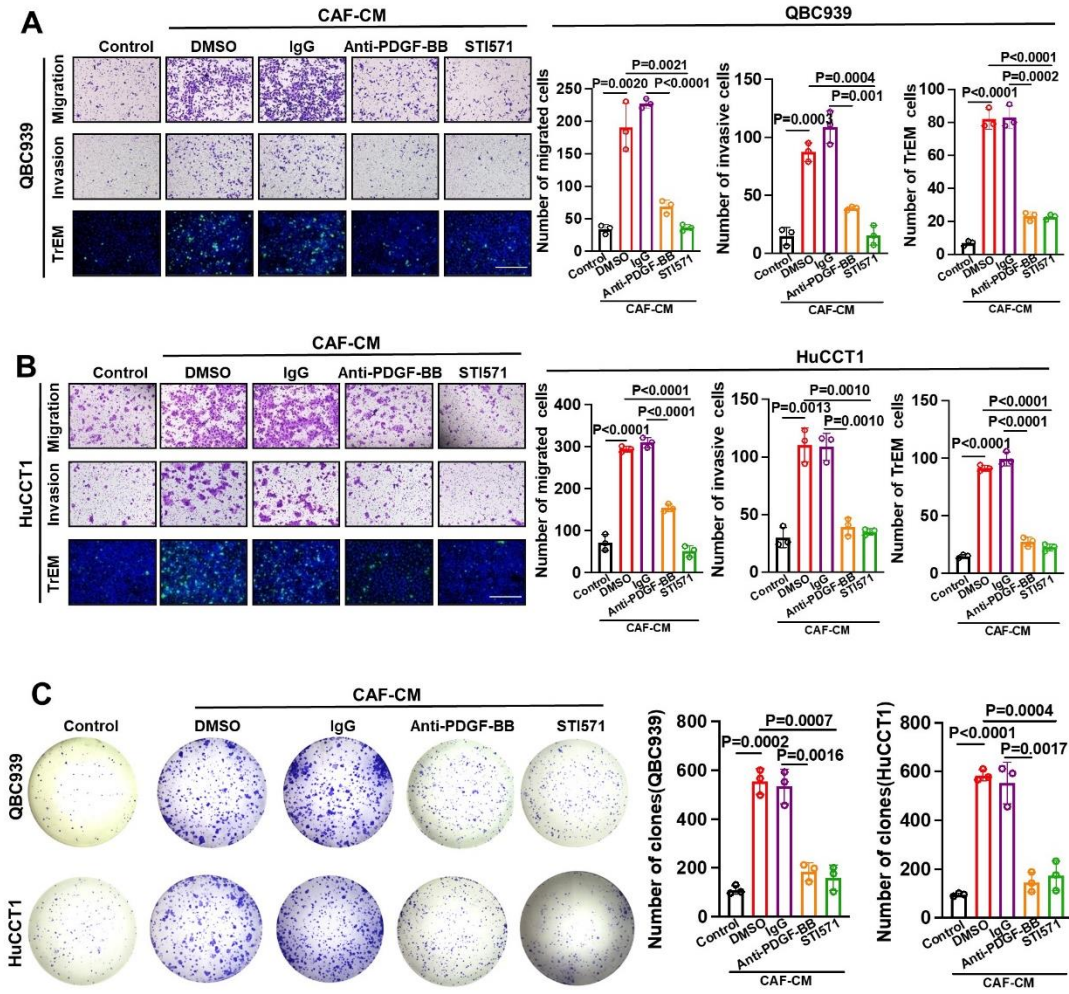 A
CAF-CM
Control DMSO IgG Anti-PDGF-BB STI571
QBC939
Migration
Invasion
TrEM
QBC939
Number of migrated cells
250
200
150
100
50
0
P=0.0021
P=0.0020 P<0.0001
Control DMSO IgG Anti-PDGF-BB STI571
CAF-CM
Number of invasive cells
150
100
50
0
P=0.0004
P=0.001
P=0.0003
Control DMSO IgG Anti-PDGF-BB STI571
CAF-CM
Number of TrEM cells
100
80
60
40
20
0
P<0.0001
P=0.0002
P<0.0001
Control DMSO IgG Anti-PDGF-BB STI571
CAF-CM
B
CAF-CM
Control DMSO IgG Anti-PDGF-BB STI571
HuCCT1
Migration
Invasion
TrEM
HuCCT1
Number of migrated cells
400
300
200
100
0
P<0.0001
P<0.0001
P<0.0001
Control DMSO IgG Anti-PDGF-BB STI571
CAF-CM
Number of invasive cells
150
100
50
0
P=0.0010
P=0.0013 P=0.0010
Control DMSO IgG Anti-PDGF-BB STI571
CAF-CM
Number of TrEM cells
150
100
50
0
P<0.0001
P<0.0001
P<0.0001
Control DMSO IgG Anti-PDGF-BB STI571
CAF-CM
C
CAF-CM
Control DMSO IgG Anti-PDGF-BB STI571
QBC939
HuCCT1
Number of clones(QBC939)
800
600
400
200
0
P=0.0007
P=0.0002
P=0.0016
Control DMSO IgG Anti-PDGF-BB STI571
CAF-CM
Number of clones(HuCCT1)
800
600
400
200
0
P=0.0004
P<0.0001
P=0.0017
Control DMSO IgG Anti-PDGF-BB STI571
CAF-CM